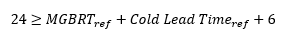 24 ≥ MGBRT_ref + Cold Lead Time_ref + 6